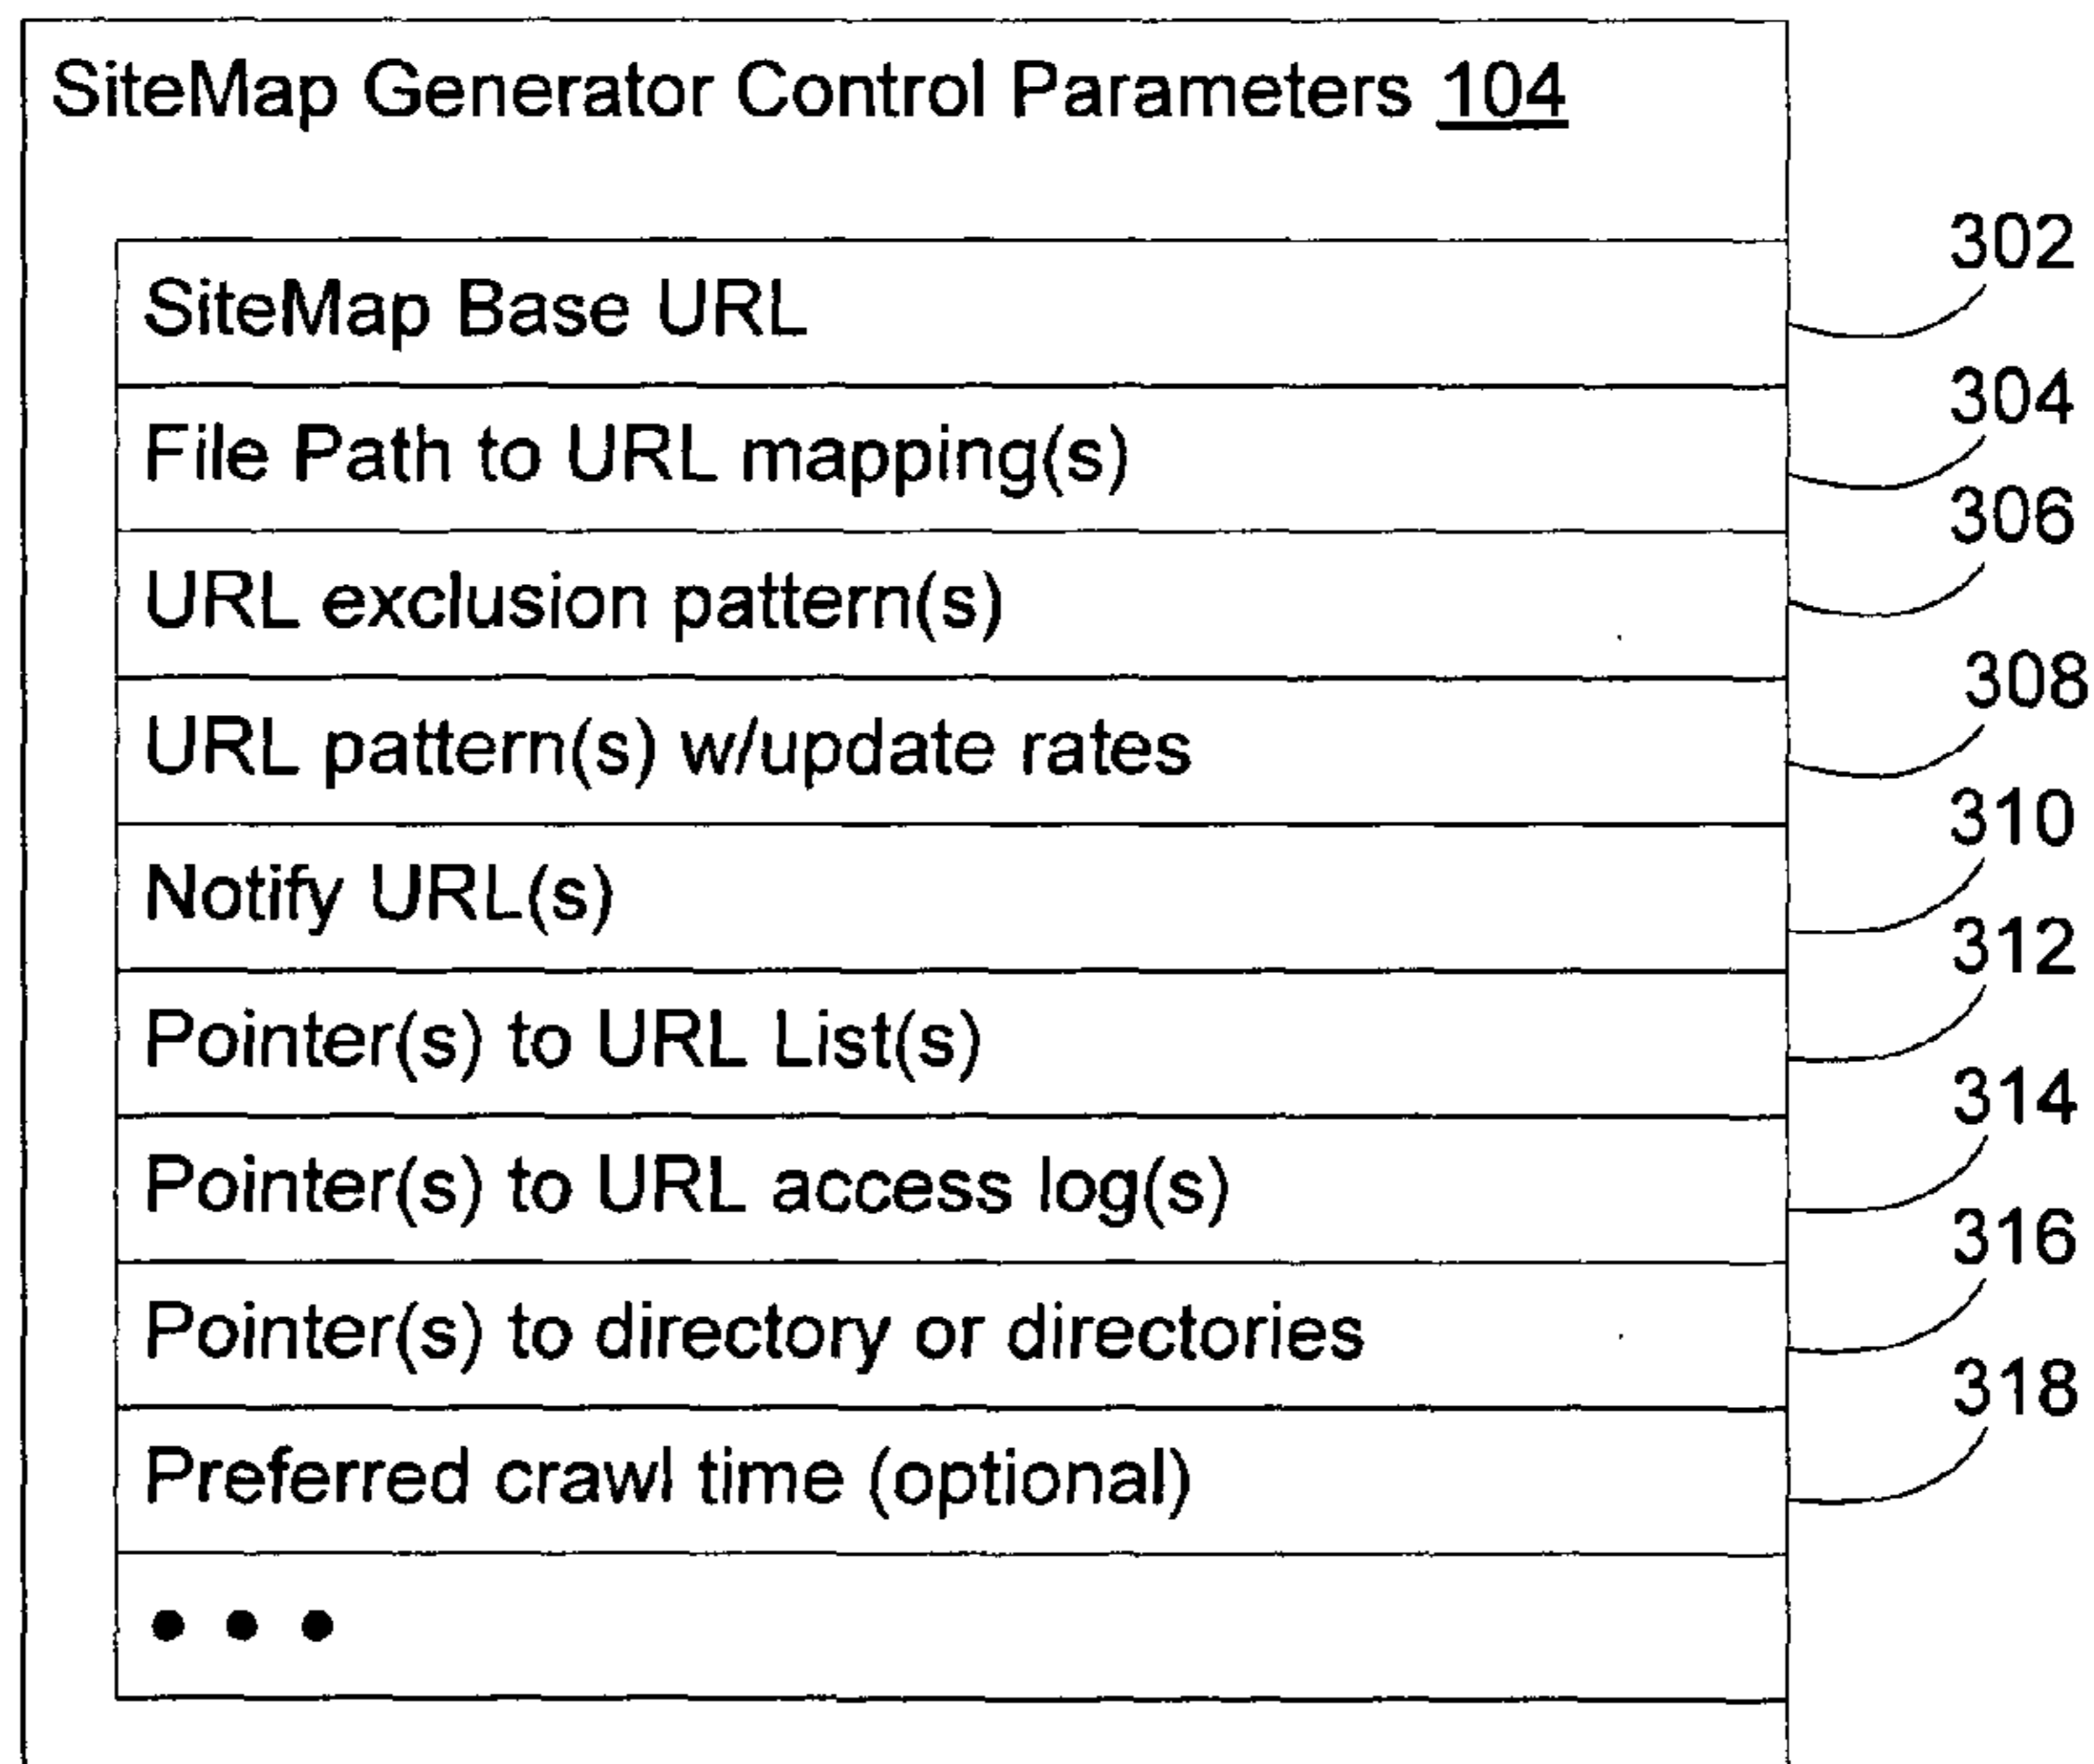 SiteMap Generator Control Parameters 104
302
SiteMap Base URL
304
File Path to URL mapping(s)
306
URL exclusion pattern(s)
308
URL pattern(s) w/update rates
310
Notify URL(s)
312
Pointer(s) to URL List(s)
314
Pointer(s) to URL access log(s)
316
Pointer(s) to directory or directories
318
Preferred crawl time (optional)
• • •